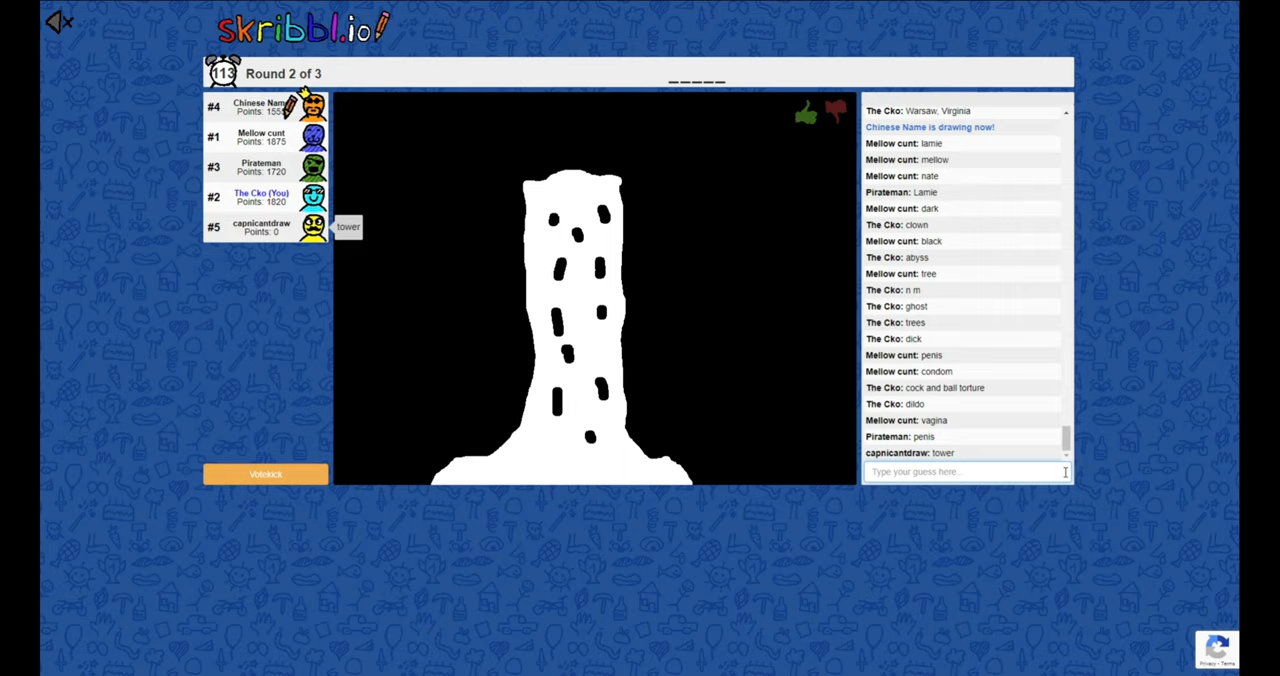 skribbl.io
113
Round 2 of 3
_____
#4
Chinese Nam
Points: 155
#1
Mellow cunt
Points: 1875
#3
Pirateman
Points: 1720
#2
The Cko (You)
Points: 1820
#5
capnicantdraw
Points: 0
tower
Votekick
The Cko: Warsaw, Virginia
Chinese Name is drawing now!
Mellow cunt: lamie
Mellow cunt: mellow
Mellow cunt: nate
Pirateman: Lamie
Mellow cunt: dark
The Cko: clown
Mellow cunt: black
The Cko: abyss
Mellow cunt: tree
The Cko: n m
The Cko: ghost
The Cko: trees
The Cko: dick
Mellow cunt: penis
Mellow cunt: condom
The Cko: cock and ball torture
The Cko: dildo
Mellow cunt: vagina
Pirateman: penis
capnicantdraw: tower
Type your guess here...
Privacy - Terms